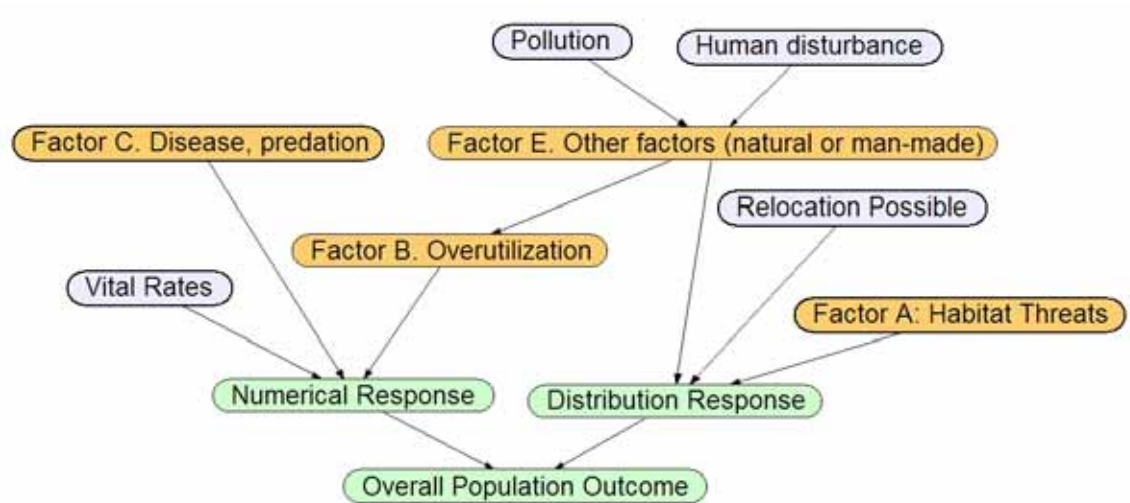 Pollution
Human disturbance
Factor C. Disease, predation
Factor E. Other factors (natural or man-made)
Relocation Possible
Factor B. Overutilization
Vital Rates
Factor A: Habitat Threats
Numerical Response
Distribution Response
Overall Population Outcome